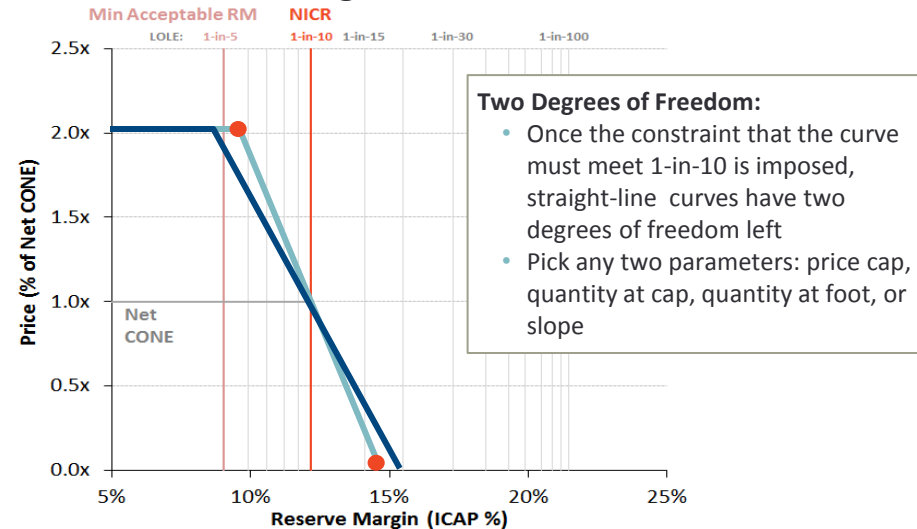 Min Acceptable RM NICR
LOLE: 1-in-5 1-in-10 1-in-15 1-in-30 1-in-100
2.5x
2.0x
1.5x
1.0x
0.5x
0.0x
Price (% of Net CONE)
Net
CONE
5% 10% 15% 20% 25%
Reserve Margin (ICAP %)
Two Degrees of Freedom:
• Once the constraint that the curve
must meet 1-in-10 is imposed,
straight-line curves have two
degrees of freedom left
• Pick any two parameters: price cap,
quantity at cap, quantity at foot, or
slope